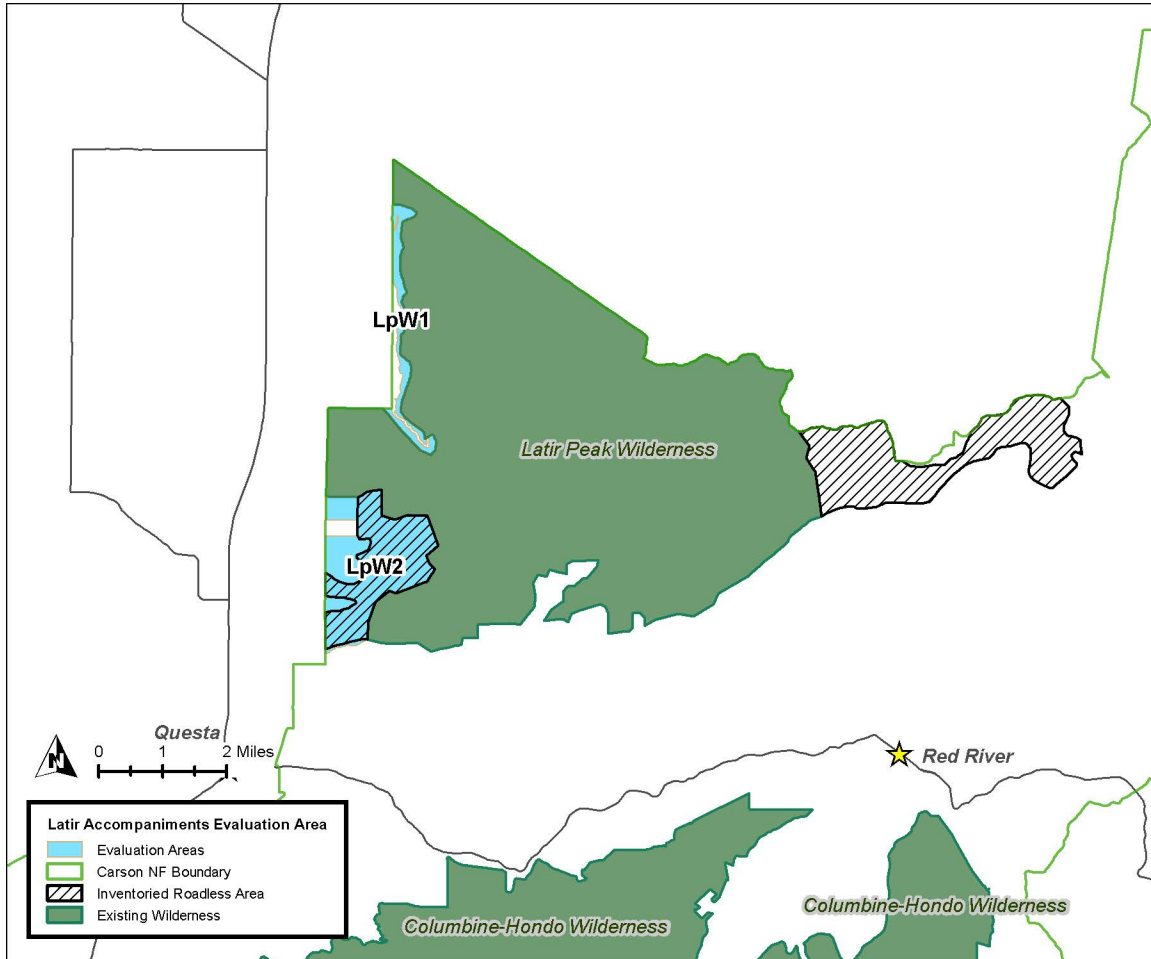 LpW1
Latir Peak Wilderness
LpW2
Questa
N
0 1 2 Miles
Red River
Latir Accompaniments Evaluation Area
Evaluation Areas
Carson NF Boundary
Inventoried Roadless Area
Existing Wilderness
Columbine-Hondo Wilderness
Columbine-Hondo Wilderness